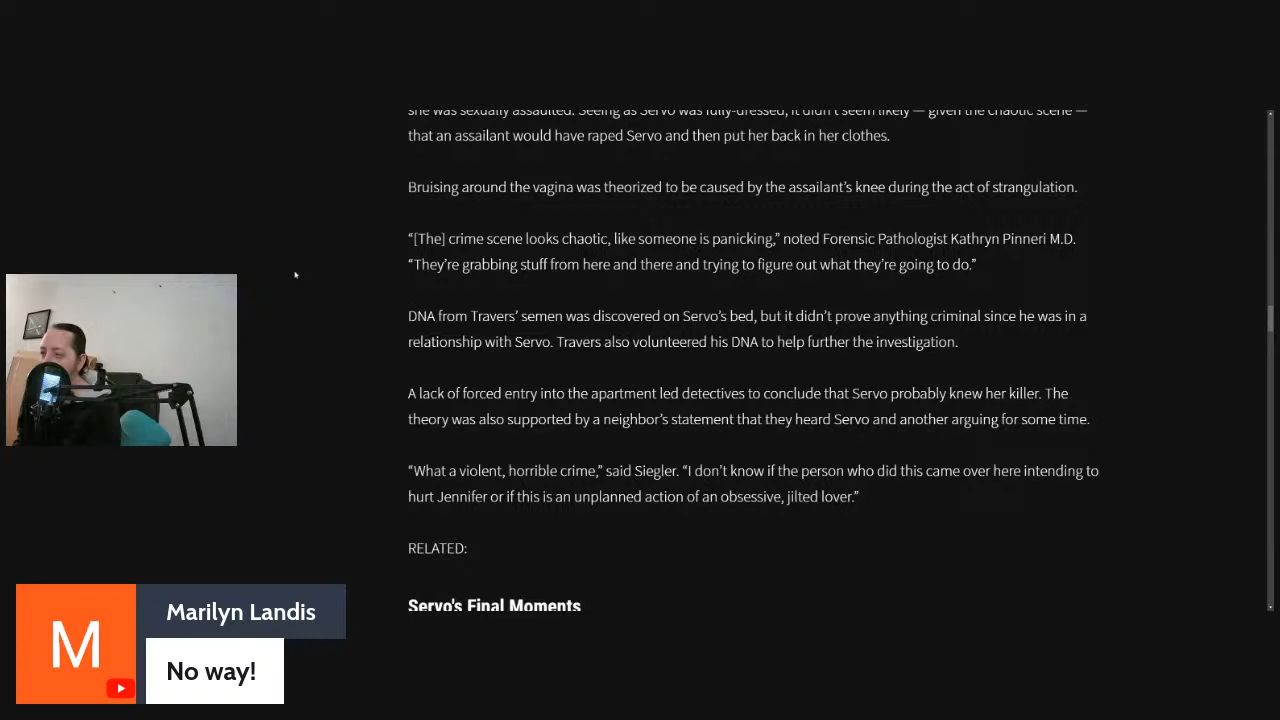 she was sexually assaulted. Seeing as Servo was fully-dressed, it didn't seem likely — given the chaotic scene —
that an assailant would have raped Servo and then put her back in her clothes.
Bruising around the vagina was theorized to be caused by the assailant's knee during the act of strangulation.
“[The] crime scene looks chaotic, like someone is panicking,” noted Forensic Pathologist Kathryn Pinneri M.D.
“They're grabbing stuff from here and there and trying to figure out what they're going to do.”
DNA from Travers' semen was discovered on Servo's bed, but it didn't prove anything criminal since he was in a
relationship with Servo. Travers also volunteered his DNA to help further the investigation.
A lack of forced entry into the apartment led detectives to conclude that Servo probably knew her killer. The
theory was also supported by a neighbor's statement that they heard Servo and another arguing for some time.
“What a violent, horrible crime,” said Siegler. “I don't know if the person who did this came over here intending to
hurt Jennifer or if this is an unplanned action of an obsessive, jilted lover.”
RELATED:
Servo's Final Moments
M
Marilyn Landis
No way!